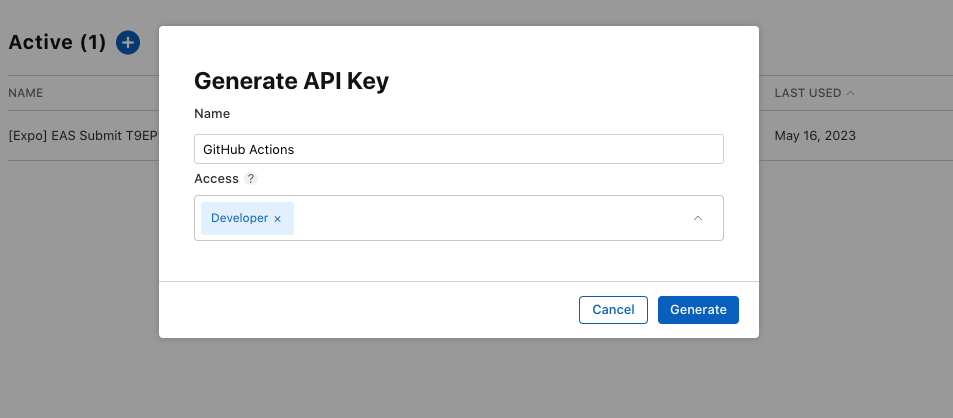 Active (1)
NAME
LAST USED
[Expo] EAS Submit T9EP
May 16, 2023
Generate API Key
Name
GitHub Actions
Access ?
Developer ×
Cancel
Generate